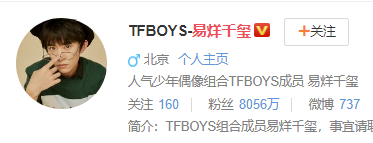 TFBOYS-易烊千玺
+关注
北京 个人主页
人气少年偶像组合TFBOYS成员 易烊千玺
关注 160 | 粉丝 8056万 | 微博 737
简介：TFBOYS组合成员易烊千玺，事宜请联